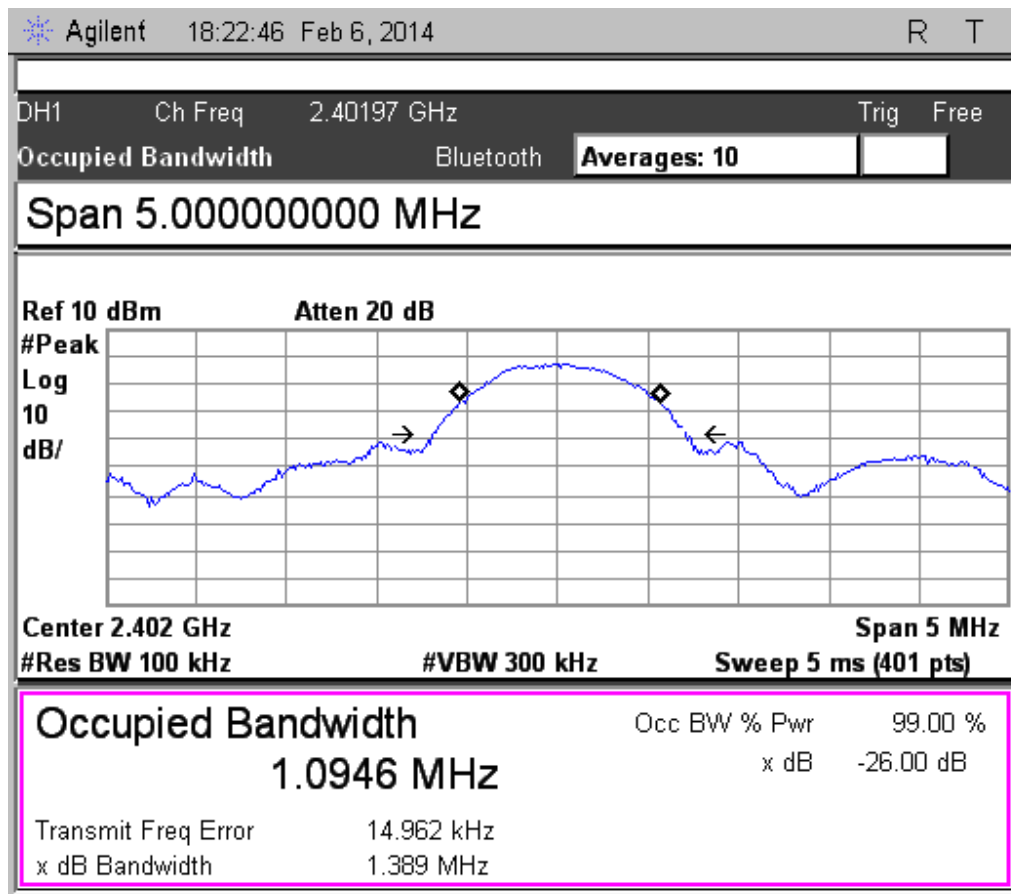 Agilent 18:22:46 Feb 6, 2014 R T
DH1 Ch Freq 2.40197 GHz Trig Free
Occupied Bandwidth Bluetooth Averages: 10
Span 5.000000000 MHz
Ref 10 dBm Atten 20 dB
#Peak
Log
10
dB/
Center 2.402 GHz Span 5 MHz
#Res BW 100 kHz #VBW 300 kHz Sweep 5 ms (401 pts)
Occupied Bandwidth Occ BW % Pwr 99.00 %
1.0946 MHz x dB -26.00 dB
Transmit Freq Error 14.962 kHz
x dB Bandwidth 1.389 MHz